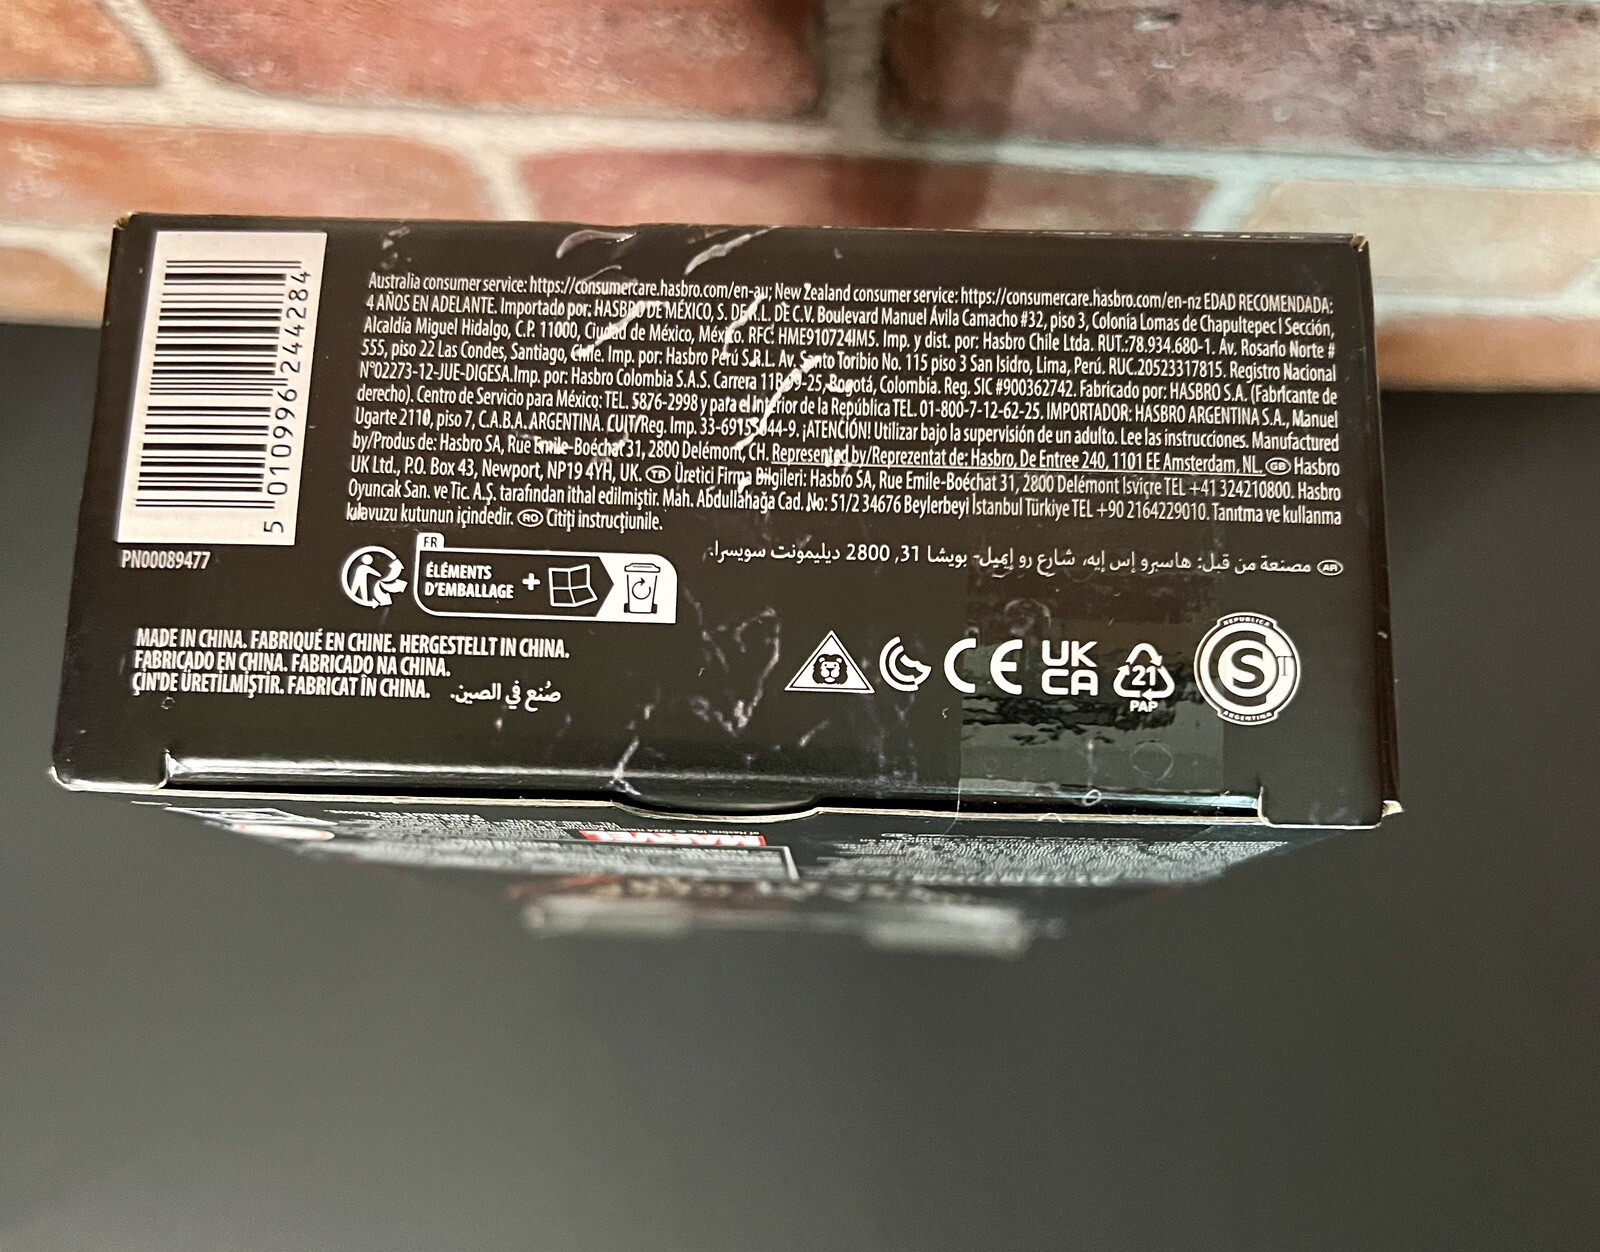 5 010996 244284
PN00089477
Australia consumer service: https://consumercare.hasbro.com/en-au; New Zealand consumer service: https://consumercare.hasbro.com/en-nz EDAD RECOMENDADA:
4 AÑOS EN ADELANTE. Importado por: HASBRO DE MÉXICO, S. DE R.L. DE C.V. Boulevard Manuel Ávila Camacho #32, piso 3, Colonia Lomas de Chapultepec I Sección,
Alcaldía Miguel Hidalgo, C.P. 11000, Ciudad de México, México. RFC: HME910724IM5. Imp. y dist. por: Hasbro Chile Ltda. RUT.:78.934.680-1. Av. Rosario Norte #
555, piso 22 Las Condes, Santiago, Chile. Imp. por: Hasbro Perú S.R.L. Av. Santo Toribio No. 115 piso 3 San Isidro, Lima, Perú. RUC.20523317815. Registro Nacional
N°02273-12-JUE-DIGESA.Imp. por: Hasbro Colombia S.A.S. Carrera 11B 99-25, Bogotá, Colombia. Reg. SIC #900362742. Fabricado por: HASBRO S.A. (Fabricante de
derecho). Centro de Servicio para México: TEL. 5876-2998 y para el Interior de la República TEL. 01-800-7-12-62-25. IMPORTADOR: HASBRO ARGENTINA S.A., Manuel
Ugarte 2110, piso 7, C.A.B.A. ARGENTINA. CUIT/Reg. Imp. ¡ATENCIÓN! Utilizar bajo la supervisión de un adulto. Lee las instrucciones. Manufactured
by/Produs de: Hasbro SA, Rue Emile-Boéchat 31, 2800 Delémont, CH. Represented by/Reprezentat de: Hasbro, De Entree 240, 1101 EE Amsterdam, NL. GB Hasbro
UK Ltd., P.O. Box 43, Newport, NP19 4YH, UK. TR Üretici Firma Bilgileri: Hasbro SA, Rue Emile-Boéchat 31, 2800 Delémont İsviçre TEL +41 324210800. Hasbro
Oyuncak San. ve Tic. A.Ş. tarafından ithal edilmiştir. Mah. Abdullahağa Cad. No: 51/2 34676 Beylerbeyi İstanbul Türkiye TEL +90 2164229010. Tanıtma ve kullanma
kılavuzu kutunun içindedir. RO Citiți instrucțiunile.
AR مصنعة من قبل: هاسبرو إس إيه، شارع رو إيميل- بويشا 31, 2800 ديليمونت سويسرا.
FR
ÉLÉMENTS
D'EMBALLAGE +
MADE IN CHINA. FABRIQUÉ EN CHINE. HERGESTELLT IN CHINA.
FABRICADO EN CHINA. FABRICADO NA CHINA.
ÇİN'DE ÜRETİLMİŞTİR. FABRICAT ÎN CHINA. صُنع في الصين.
CE
UK
CA
21
PAP
REPUBLICA
S
ARGENTINA
MARVEL